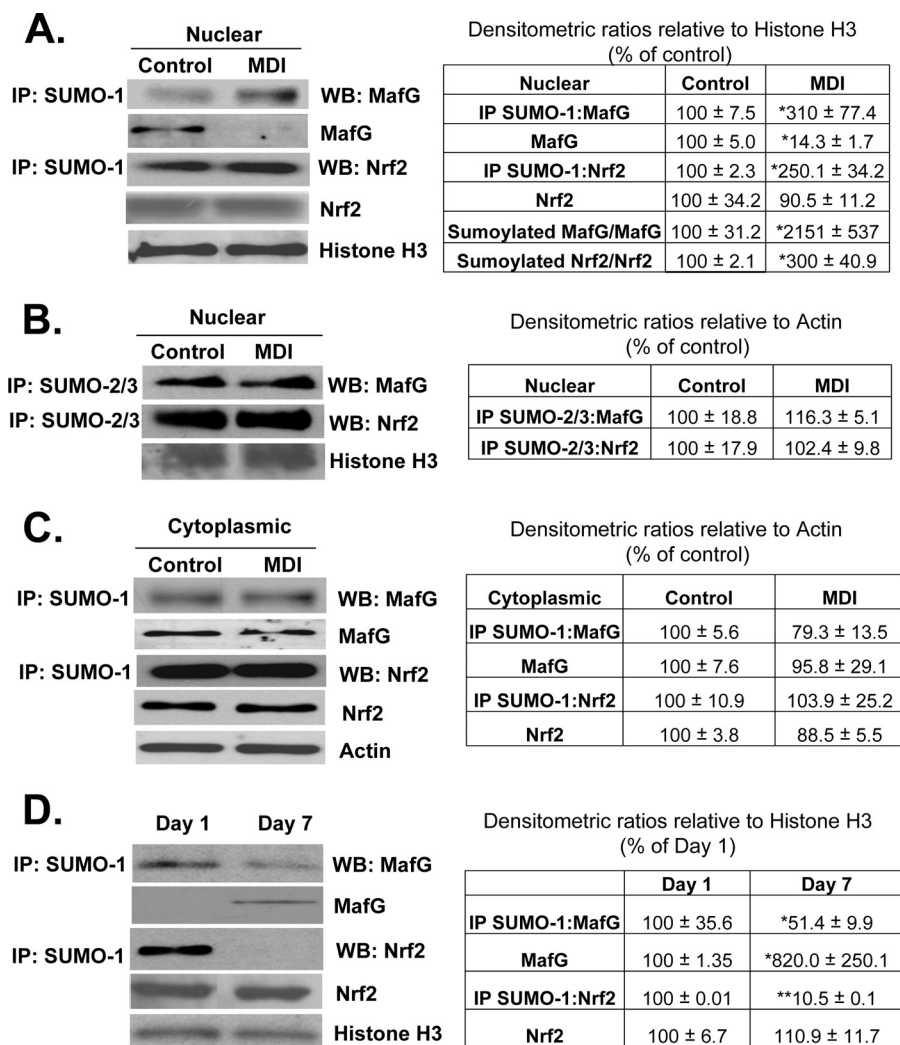 A.
Nuclear
Control MDI
IP: SUMO-1 WB: MafG
MafG
IP: SUMO-1 WB: Nrf2
Nrf2
Histone H3
Densitometric ratios relative to Histone H3
(% of control)
Nuclear Control MDI
IP SUMO-1:MafG 100 ± 7.5 *310 ± 77.4
MafG 100 ± 5.0 *14.3 ± 1.7
IP SUMO-1:Nrf2 100 ± 2.3 *250.1 ± 34.2
Nrf2 100 ± 34.2 90.5 ± 11.2
Sumoylated MafG/MafG 100 ± 31.2 *2151 ± 537
Sumoylated Nrf2/Nrf2 100 ± 2.1 *300 ± 40.9
B.
Nuclear
Control MDI
IP: SUMO-2/3 WB: MafG
IP: SUMO-2/3 WB: Nrf2
Histone H3
Densitometric ratios relative to Actin
(% of control)
Nuclear Control MDI
IP SUMO-2/3:MafG 100 ± 18.8 116.3 ± 5.1
IP SUMO-2/3:Nrf2 100 ± 17.9 102.4 ± 9.8
C.
Cytoplasmic
Control MDI
IP: SUMO-1 WB: MafG
MafG
IP: SUMO-1 WB: Nrf2
Nrf2
Actin
Densitometric ratios relative to Actin
(% of control)
Cytoplasmic Control MDI
IP SUMO-1:MafG 100 ± 5.6 79.3 ± 13.5
MafG 100 ± 7.6 95.8 ± 29.1
IP SUMO-1:Nrf2 100 ± 10.9 103.9 ± 25.2
Nrf2 100 ± 3.8 88.5 ± 5.5
D.
Day 1 Day 7
IP: SUMO-1 WB: MafG
MafG
IP: SUMO-1 WB: Nrf2
Nrf2
Histone H3
Densitometric ratios relative to Histone H3
(% of Day 1)
Day 1 Day 7
IP SUMO-1:MafG 100 ± 35.6 *51.4 ± 9.9
MafG 100 ± 1.35 *820.0 ± 250.1
IP SUMO-1:Nrf2 100 ± 0.01 **10.5 ± 0.1
Nrf2 100 ± 6.7 110.9 ± 11.7